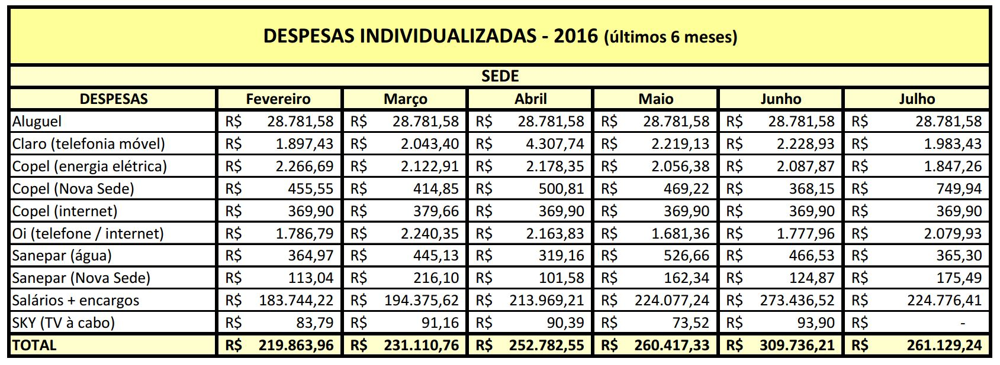 DESPESAS INDIVIDUALIZADAS - 2016 (últimos 6 meses)
SEDE
DESPESAS Fevereiro Março Abril Maio Junho Julho
Aluguel R$ 28.781,58 R$ 28.781,58 R$ 28.781,58 R$ 28.781,58 R$ 28.781,58 R$ 28.781,58
Claro (telefonia móvel) R$ 1.897,43 R$ 2.043,40 R$ 4.307,74 R$ 2.219,13 R$ 2.228,93 R$ 1.983,43
Copel (energia elétrica) R$ 2.266,69 R$ 2.122,91 R$ 2.178,35 R$ 2.056,38 R$ 2.087,87 R$ 1.847,26
Copel (Nova Sede) R$ 455,55 R$ 414,85 R$ 500,81 R$ 469,22 R$ 368,15 R$ 749,94
Copel (internet) R$ 369,90 R$ 379,66 R$ 369,90 R$ 369,90 R$ 369,90 R$ 369,90
Oi (telefone / internet) R$ 1.786,79 R$ 2.240,35 R$ 2.163,83 R$ 1.681,36 R$ 1.777,96 R$ 2.079,93
Sanepar (água) R$ 364,97 R$ 445,13 R$ 319,16 R$ 526,66 R$ 466,53 R$ 365,30
Sanepar (Nova Sede) R$ 113,04 R$ 216,10 R$ 101,58 R$ 162,34 R$ 124,87 R$ 175,49
Salários + encargos R$ 183.744,22 R$ 194.375,62 R$ 213.969,21 R$ 224.077,24 R$ 273.436,52 R$ 224.776,41
SKY (TV à cabo) R$ 83,79 R$ 91,16 R$ 90,39 R$ 73,52 R$ 93,90 R$ -
TOTAL R$ 219.863,96 R$ 231.110,76 R$ 252.782,55 R$ 260.417,33 R$ 309.736,21 R$ 261.129,24